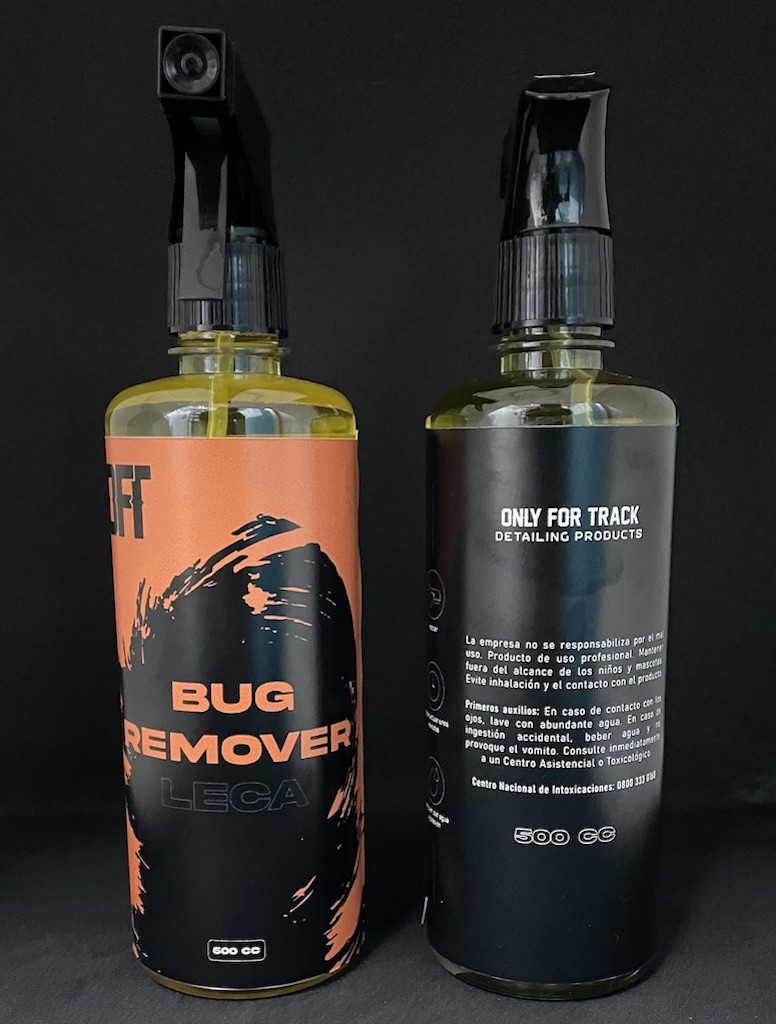 BUG
REMOVER
LECA
500 CC
ONLY FOR TRACK
DETAILING PRODUCTS
La empresa no se responsabiliza por el mal
uso. Producto de uso profesional. Mantener
fuera del alcance de los niños y mascotas.
Evite inhalación y el contacto con el producto.
Primeros auxilios: En caso de contacto con los
ojos, lave con abundante agua. En caso de
ingestión accidental, beber agua y no
provoque el vomito. Consulte inmediatamente
a un Centro Asistencial o Toxicológico.
Centro Nacional de Intoxicaciones: 0800 333 0160
500 CC